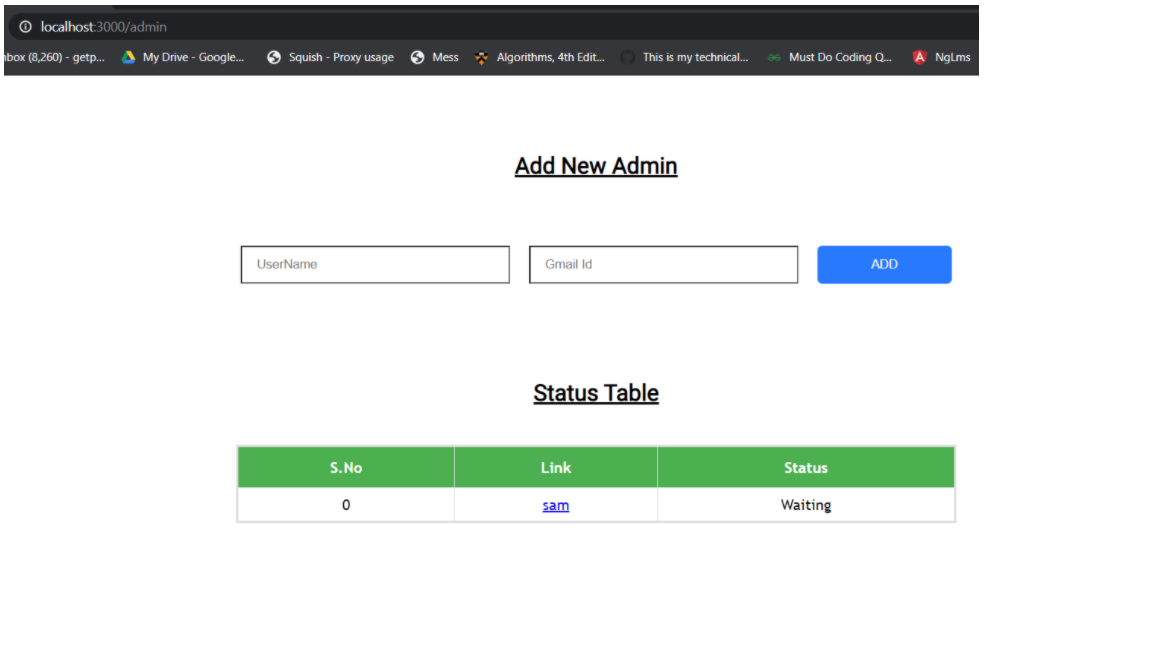 localhost:3000/admin
nbox (8,260) - getp... My Drive - Google... Squish - Proxy usage Mess Algorithms, 4th Edit... This is my technical... Must Do Coding Q... NgLms
Add New Admin
UserName Gmail Id ADD
Status Table
S.No Link Status
0 sam Waiting